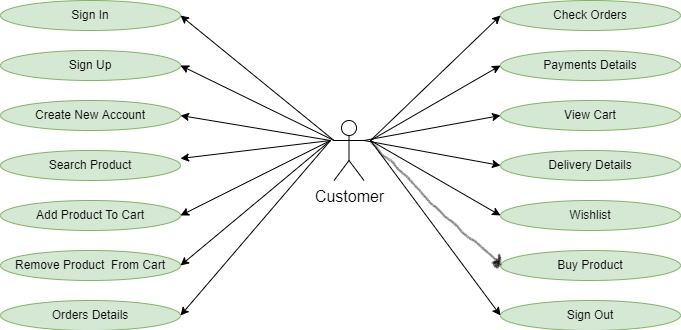 Sign In
Sign Up
Create New Account
Search Product
Add Product To Cart
Remove Product  From Cart
Orders Details
Customer
Check Orders
Payments Details
View Cart
Delivery Details
Wishlist
Buy Product
Sign Out